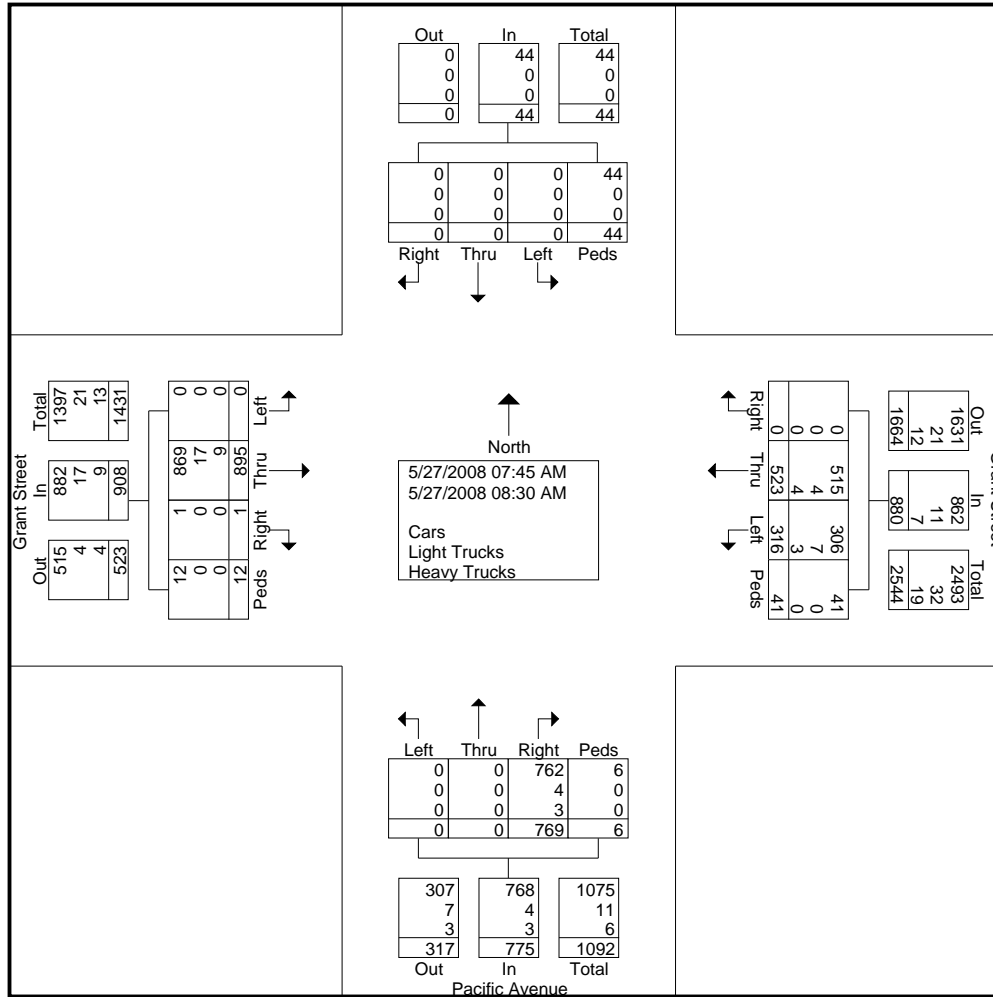 Out In Total
0 44 44
0 0 0
0 0 0
0 44 44
0 0 0 44
0 0 0 0
0 0 0 0
0 0 0 44
Right Thru Left Peds
Grant Street
Total In Out
1397 882 515
21 17 4
13 9 4
1431 908 523
0 869 1 12
0 17 0 0
0 9 0 0
0 895 1 12
Left Thru Right Peds
North
5/27/2008 07:45 AM
5/27/2008 08:30 AM
Cars
Light Trucks
Heavy Trucks
Right Thru Left Peds
0 523 316 41
0 4 3 0
0 4 7 0
0 515 306 41
1664 880 2544
12 7 19
21 11 32
1631 862 2493
Out In Total
Left Thru Right Peds
0 0 762 6
0 0 4 0
0 0 3 0
0 0 769 6
307 768 1075
7 4 11
3 3 6
317 775 1092
Out In Total
Pacific Avenue